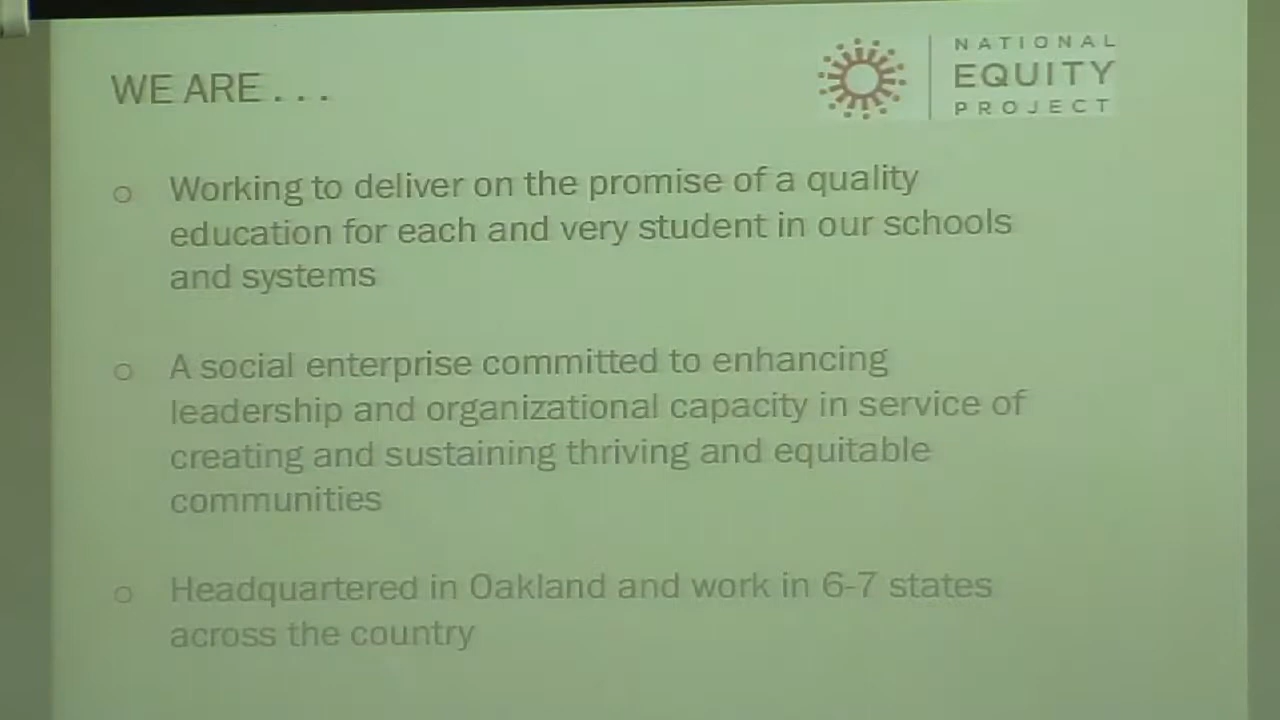 WE ARE . . .
NATIONAL
EQUITY
PROJECT
○ Working to deliver on the promise of a quality
education for each and very student in our schools
and systems
○ A social enterprise committed to enhancing
leadership and organizational capacity in service of
creating and sustaining thriving and equitable
communities
○ Headquartered in Oakland and work in 6-7 states
across the country